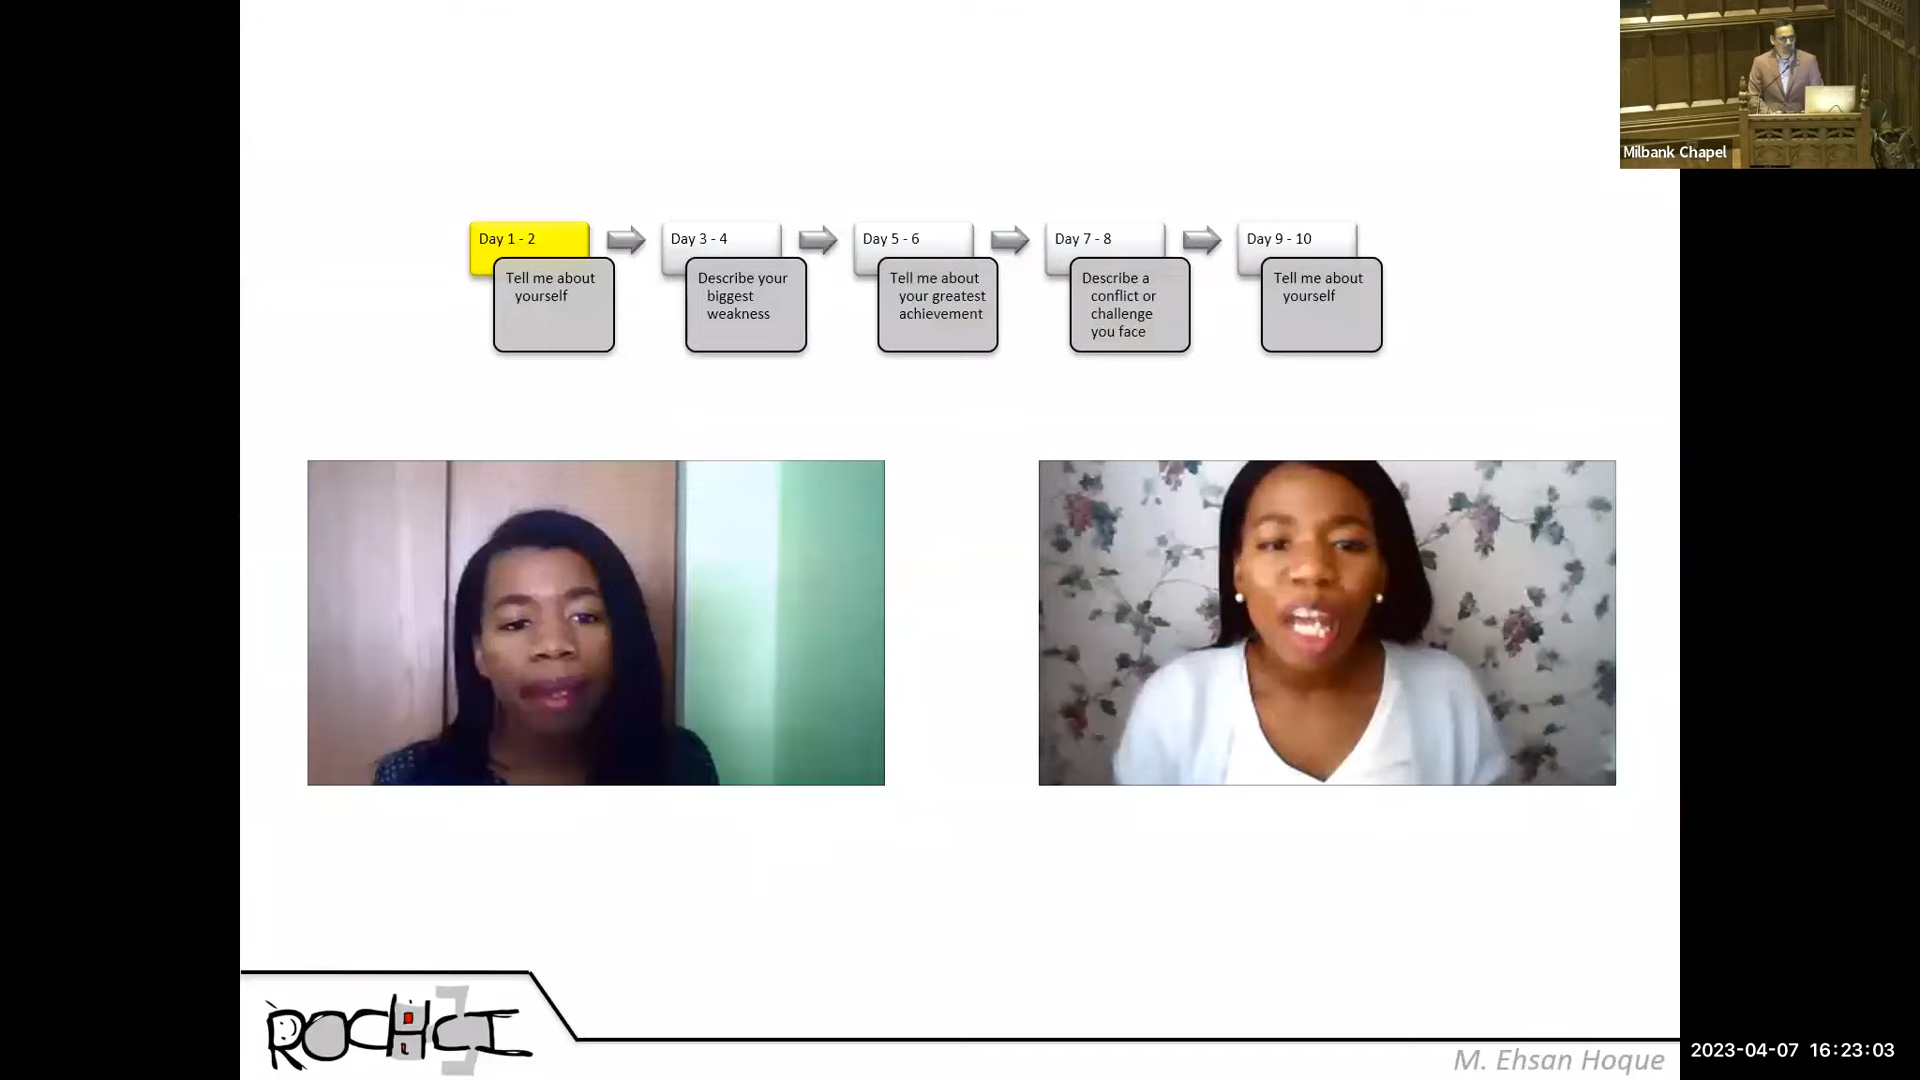 Milbank Chapel
Day 1 - 2
Tell me about
yourself
Day 3 - 4
Describe your
biggest
weakness
Day 5 - 6
Tell me about
your greatest
achievement
Day 7 - 8
Describe a
conflict or
challenge
you face
Day 9 - 10
Tell me about
yourself
ROCHCI
M. Ehsan Hoque
2023-04-07 16:23:03